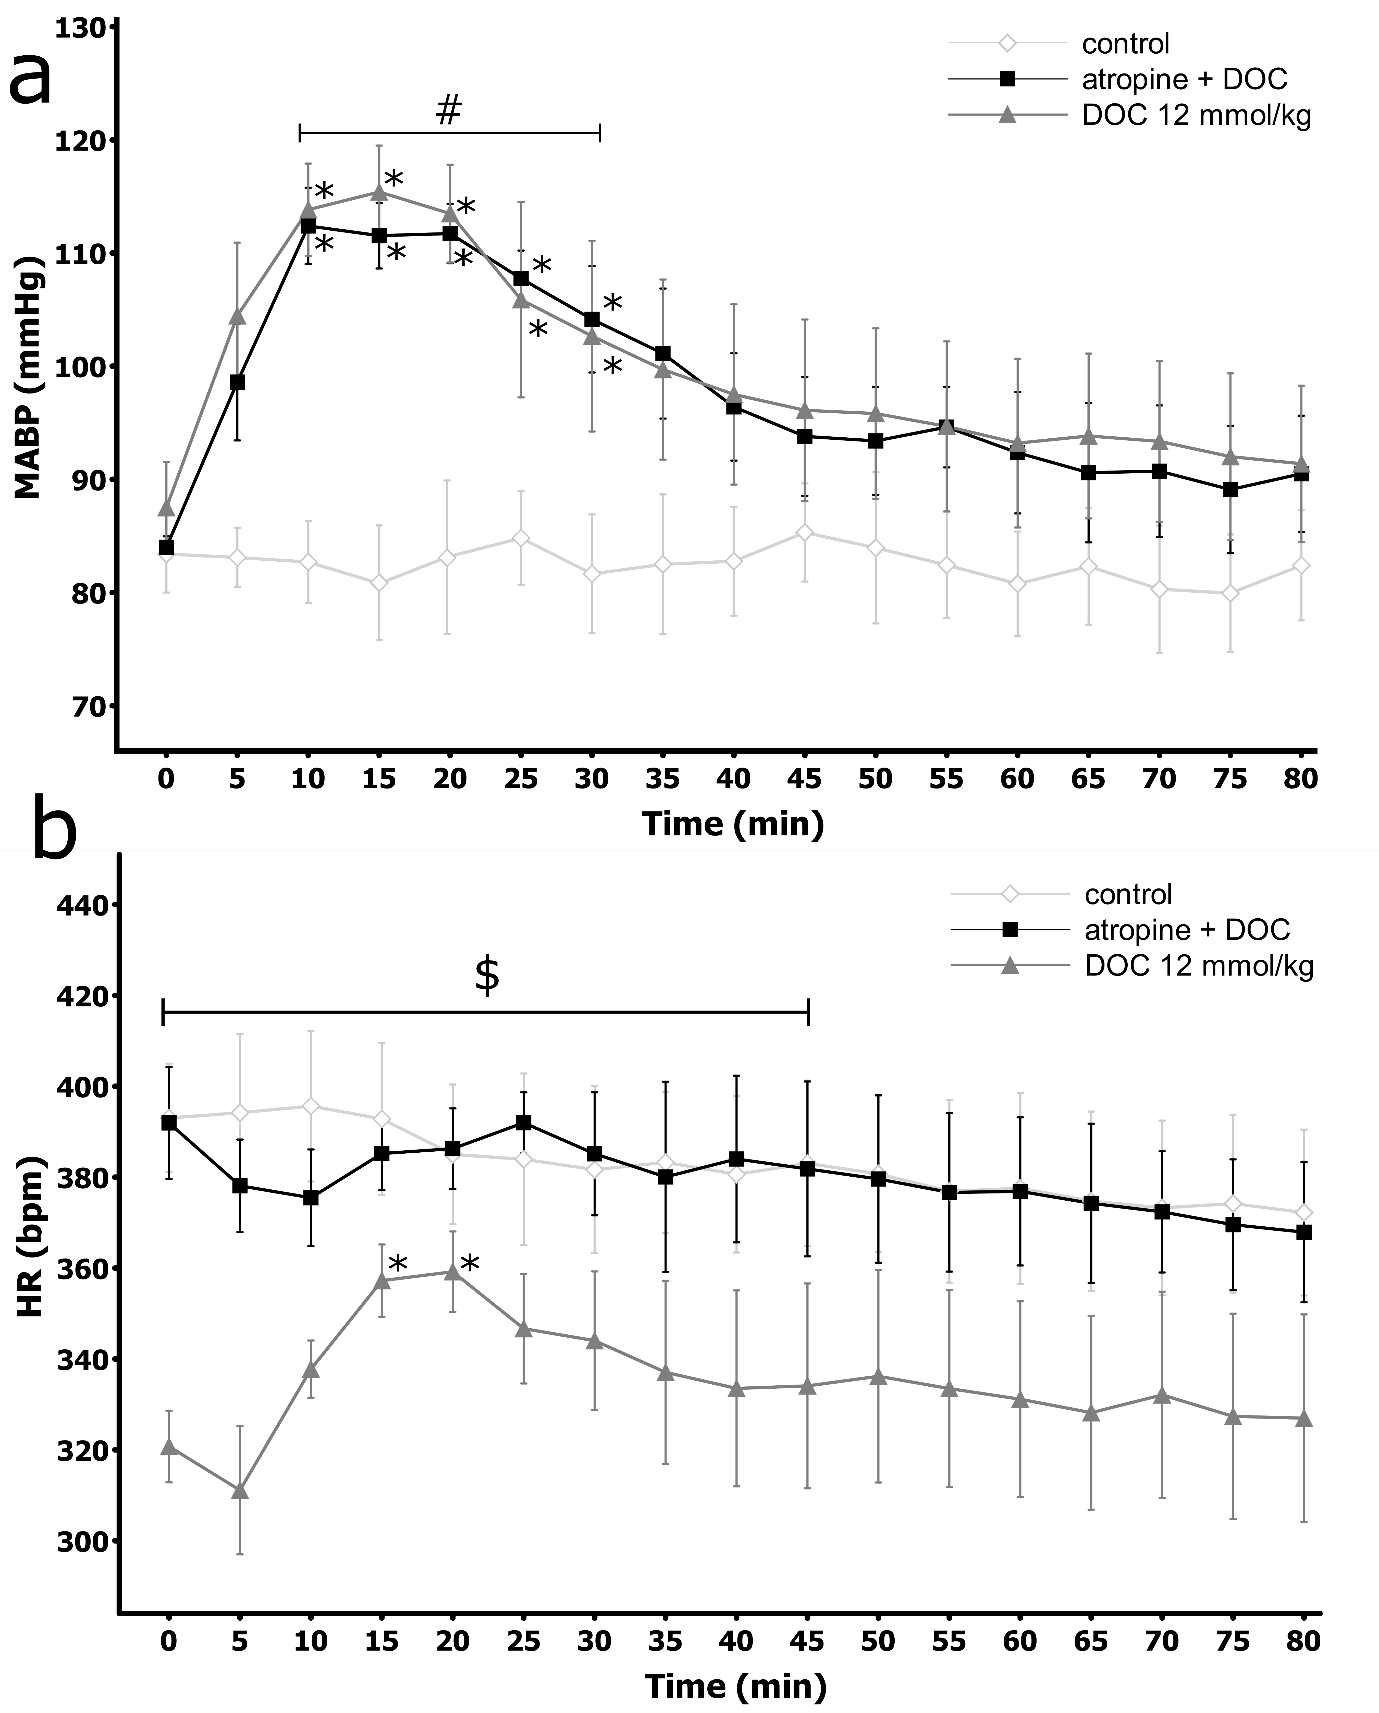 a
130
120
110
100
90
80
70
MABP (mmHg)
control
atropine + DOC
DOC 12 mmol/kg
#
* * *
* * * * *
* *
0 5 10 15 20 25 30 35 40 45 50 55 60 65 70 75 80
Time (min)
b
440
420
400
380
360
340
320
300
HR (bpm)
control
atropine + DOC
DOC 12 mmol/kg
$
* *
0 5 10 15 20 25 30 35 40 45 50 55 60 65 70 75 80
Time (min)